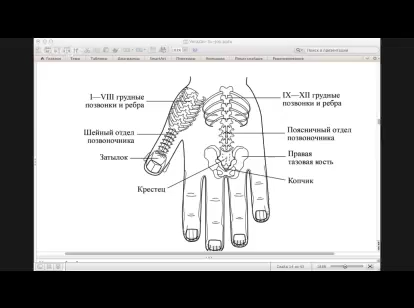 I—VIII грудные
позвонки и ребра
IX—XII грудные
позвонки и ребра
Шейный отдел
позвоночника
Поясничный отдел
позвоночника
Затылок
Правая
тазовая кость
Крестец
Копчик